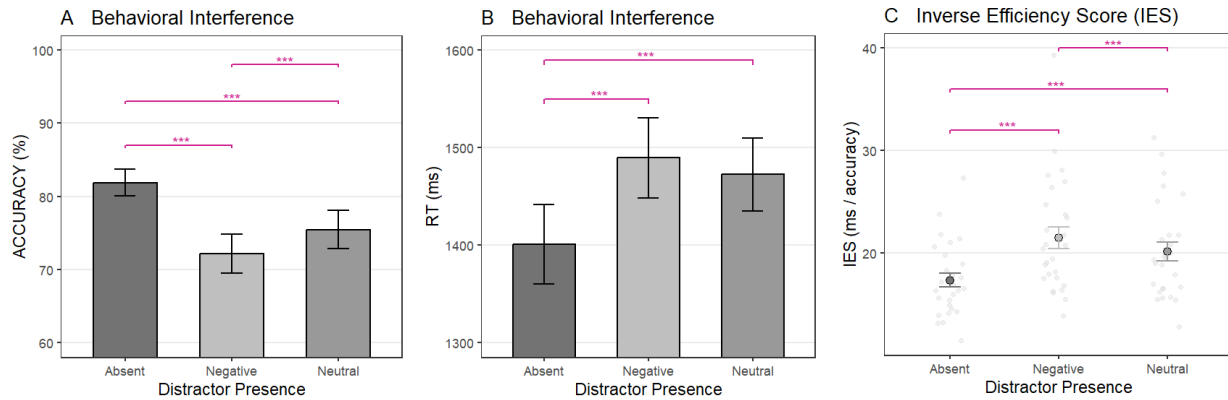 A Behavioral Interference
ACCURACY (%)
100
90
80
70
60
***
***
***
Absent Negative Neutral
Distractor Presence
B Behavioral Interference
RT (ms)
1600
1500
1400
1300
***
***
Absent Negative Neutral
Distractor Presence
C Inverse Efficiency Score (IES)
IES (ms / accuracy)
40
30
20
***
***
***
Absent Negative Neutral
Distractor Presence